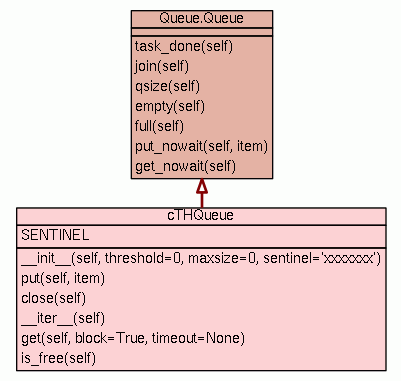 Queue.Queue
task_done(self)
join(self)
qsize(self)
empty(self)
full(self)
put_nowait(self, item)
get_nowait(self)
cTHQueue
SENTINEL
__init__(self, threshold=0, maxsize=0, sentinel='xxxxxxx')
put(self, item)
close(self)
__iter__(self)
get(self, block=True, timeout=None)
is_free(self)